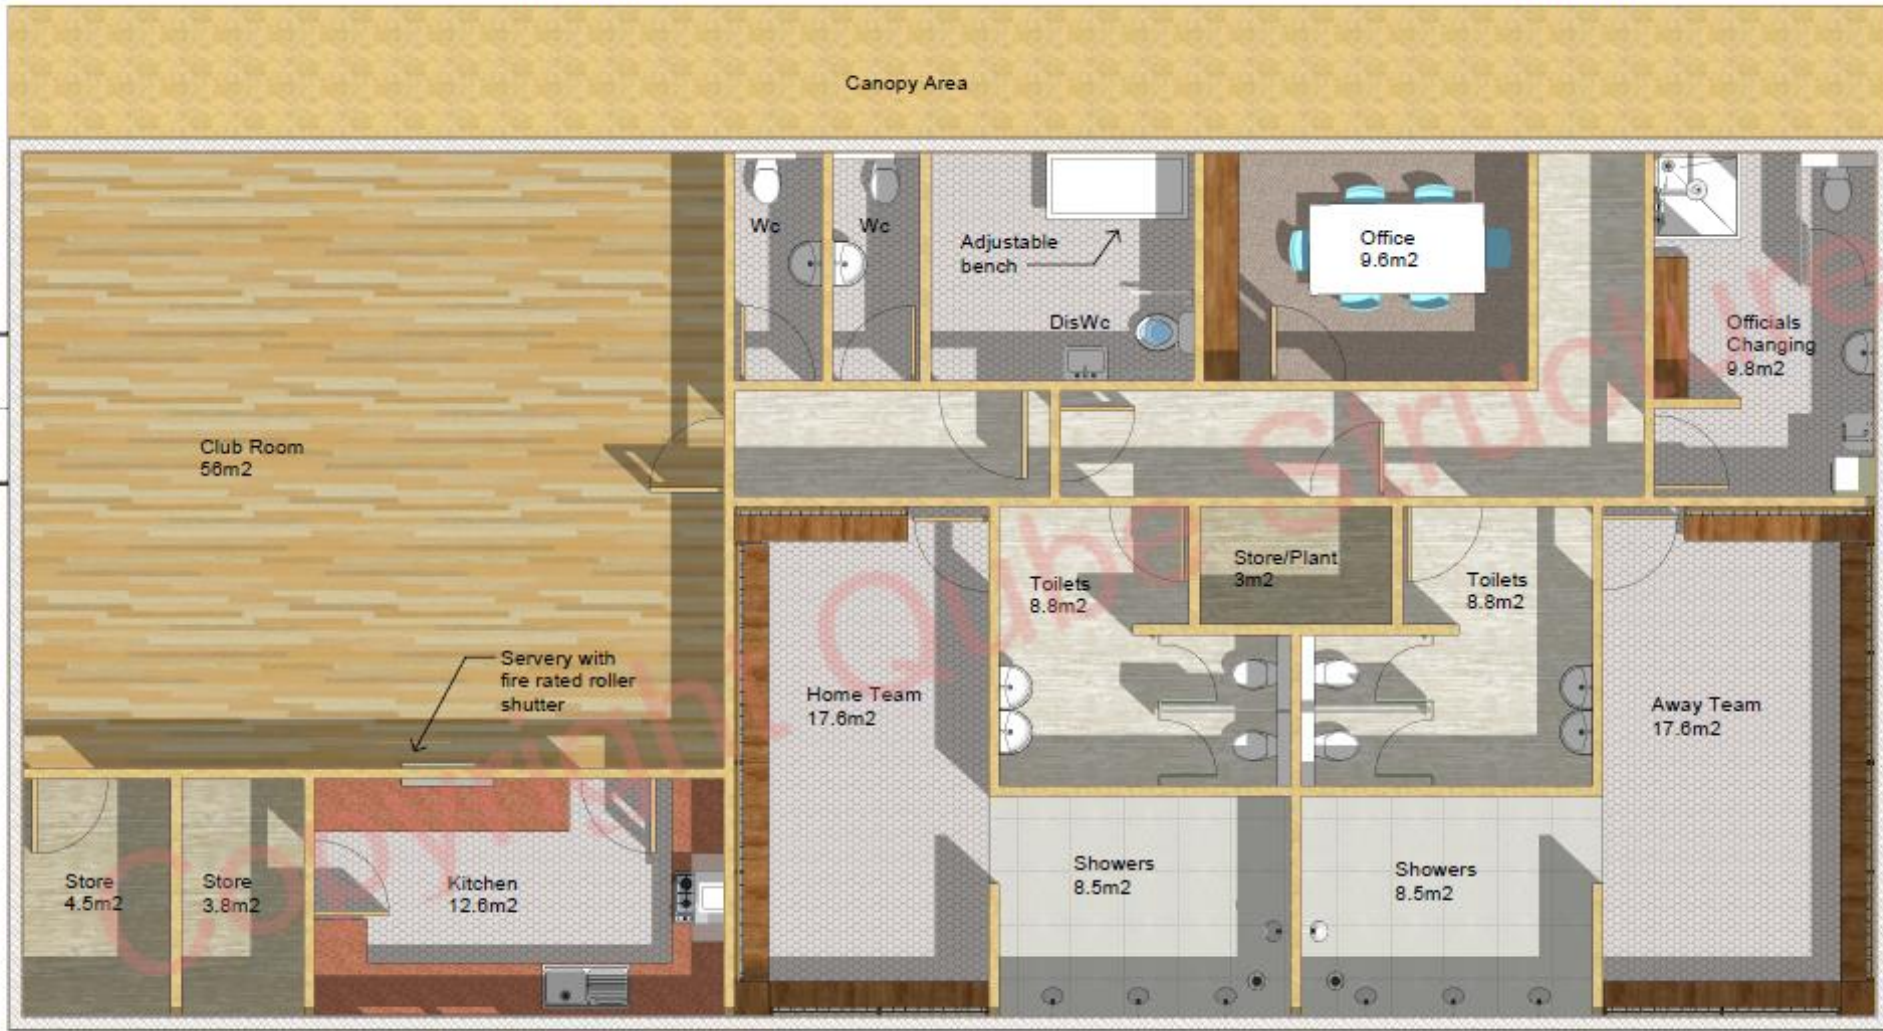 Canopy Area
Wc
Wc
Adjustable
bench
DisWc
Office
9.6m2
Officials
Changing
9.8m2
Club Room
56m2
Store/Plant
3m2
Toilets
8.8m2
Toilets
8.8m2
Servery with
fire rated roller
shutter
Home Team
17.6m2
Away Team
17.6m2
Store
4.5m2
Store
3.8m2
Kitchen
12.6m2
Showers
8.5m2
Showers
8.5m2
Copyright Qube Structure